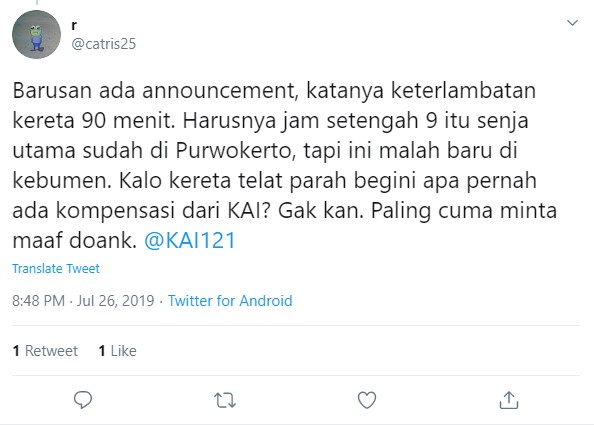 r
@catris25
Barusan ada announcement, katanya keterlambatan
kereta 90 menit. Harusnya jam setengah 9 itu senja
utama sudah di Purwokerto, tapi ini malah baru di
kebumen. Kalo kereta telat parah begini apa pernah
ada kompensasi dari KAI? Gak kan. Paling cuma minta
maaf doank. @KAI121
Translate Tweet
8:48 PM · Jul 26, 2019 · Twitter for Android
1 Retweet 1 Like